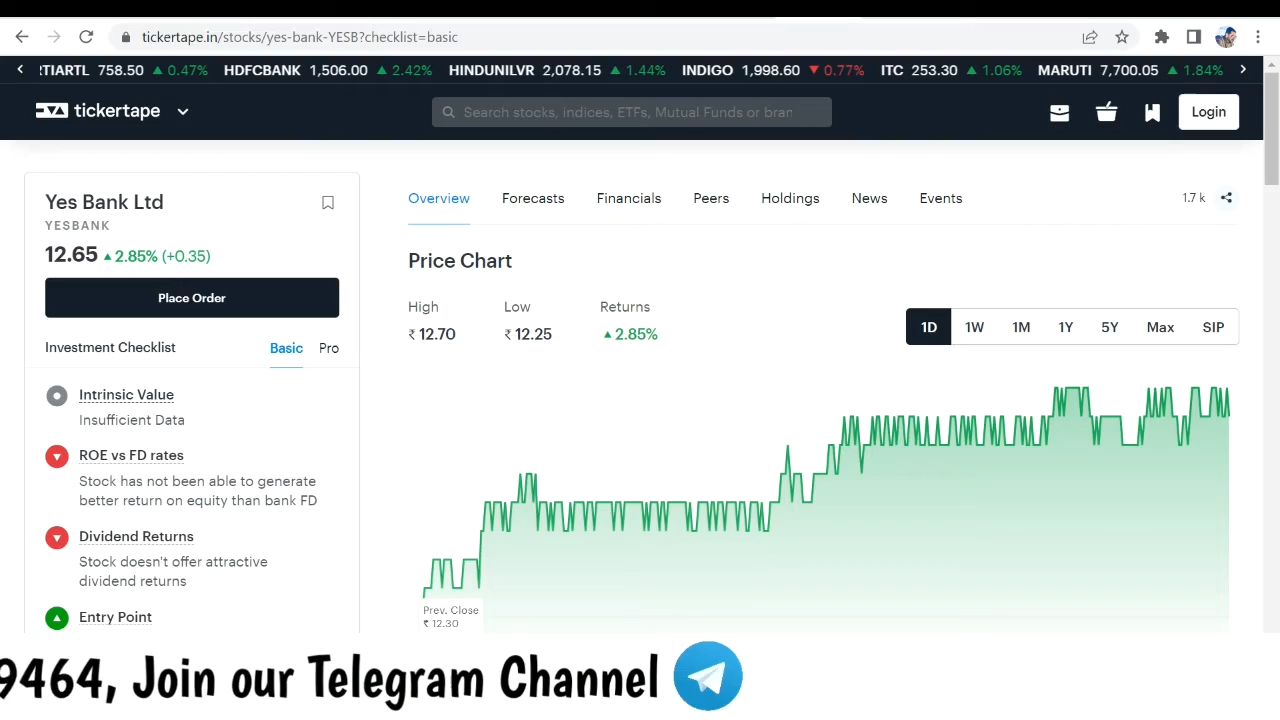 tickertape.in/stocks/yes-bank-YESB?checklist=basic
TIARTL 758.50 ▲ 0.47% HDFCBANK 1,506.00 ▲ 2.42% HINDUNILVR 2,078.15 ▲ 1.44% INDIGO 1,998.60 ▼ 0.77% ITC 253.30 ▲ 1.06% MARUTI 7,700.05 ▲ 1.84%
tickertape
Search stocks, indices, ETFs, Mutual Funds or bran
Login
Yes Bank Ltd
YESBANK
12.65 ▲ 2.85% (+0.35)
Place Order
Investment Checklist Basic Pro
Intrinsic Value
Insufficient Data
ROE vs FD rates
Stock has not been able to generate
better return on equity than bank FD
Dividend Returns
Stock doesn't offer attractive
dividend returns
Entry Point
Overview Forecasts Financials Peers Holdings News Events 1.7 k
Price Chart
High Low Returns
₹ 12.70 ₹ 12.25 ▲ 2.85%
1D 1W 1M 1Y 5Y Max SIP
Prev. Close
₹ 12.30
9464, Join our Telegram Channel